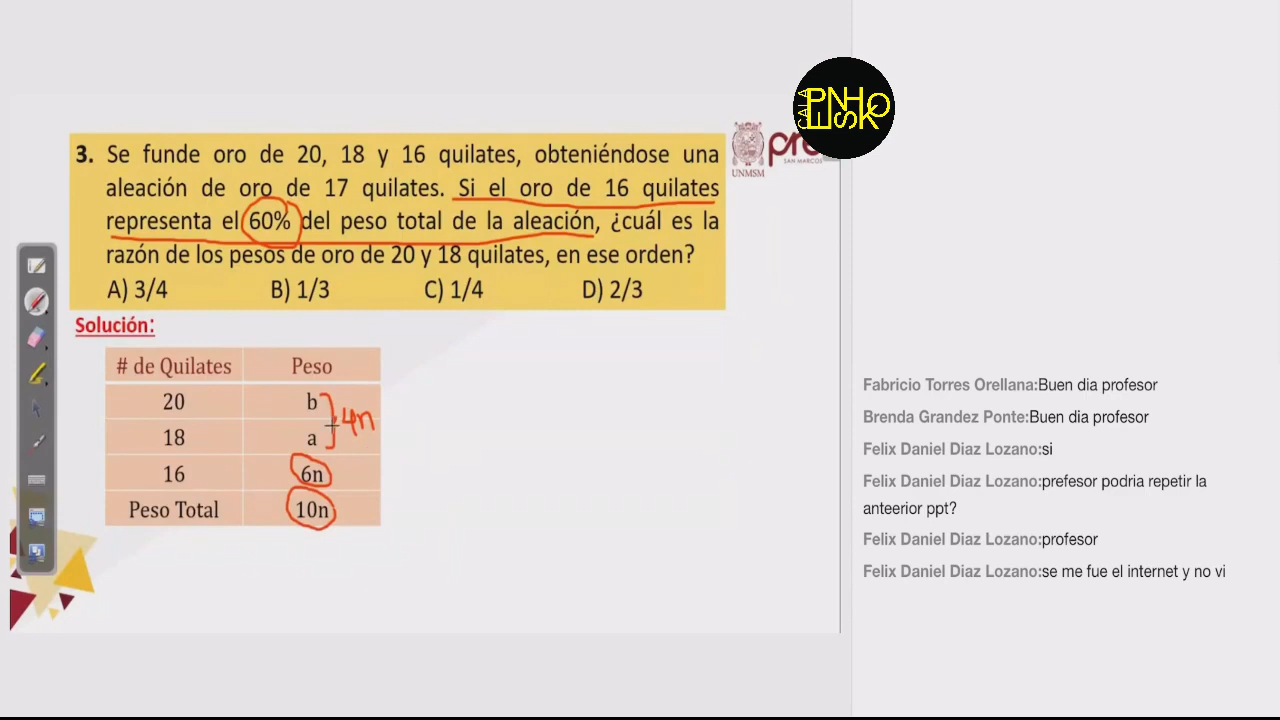 CALA
PNHO
ESK
3. Se funde oro de 20, 18 y 16 quilates, obteniéndose una
aleación de oro de 17 quilates. Si el oro de 16 quilates
representa el 60% del peso total de la aleación, ¿cuál es la
razón de los pesos de oro de 20 y 18 quilates, en ese orden?
A) 3/4 B) 1/3 C) 1/4 D) 2/3
UNMSM
pre
SAN MARCOS
Solución:
# de Quilates Peso
20 b
18 a
4n
16 6n
Peso Total 10n
Fabricio Torres Orellana:Buen dia profesor
Brenda Grandez Ponte:Buen dia profesor
Felix Daniel Diaz Lozano:si
Felix Daniel Diaz Lozano:prefesor podria repetir la
anteerior ppt?
Felix Daniel Diaz Lozano:profesor
Felix Daniel Diaz Lozano:se me fue el internet y no vi